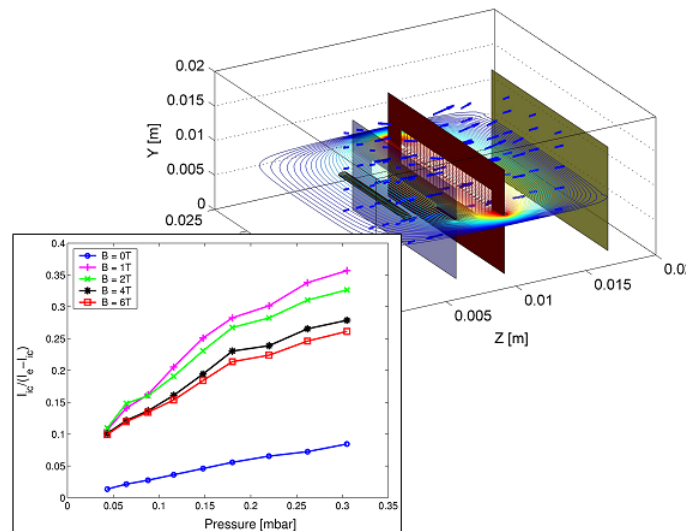 0.02
0.015
0.01
0.005
0
Y [m]
0.025
0.02
0.015
0.01
0.005
Z [m]
0.4
0.35
0.3
0.25
0.2
0.15
0.1
0.05
0
I_ic/(I_e-I_ic)
B = 0T
B = 1T
B = 2T
B = 4T
B = 6T
0 0.05 0.1 0.15 0.2 0.25 0.3 0.35
Pressure [mbar]